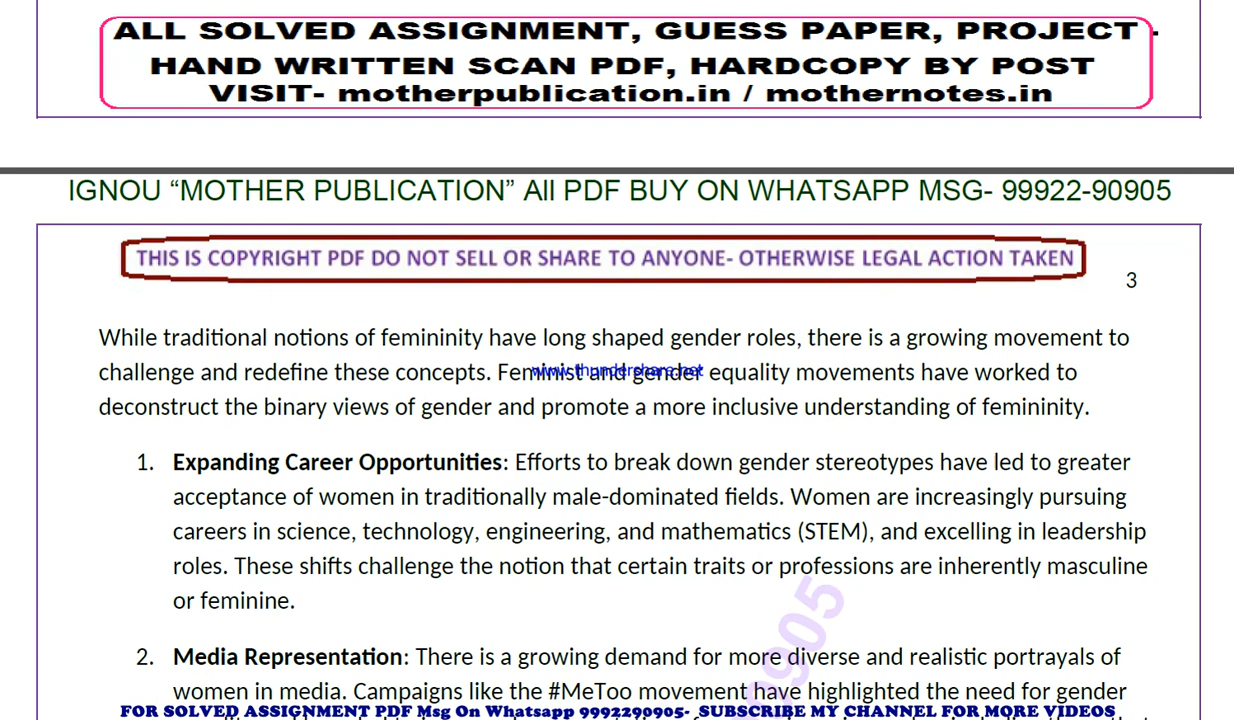 ALL SOLVED ASSIGNMENT, GUESS PAPER, PROJECT -
HAND WRITTEN SCAN PDF, HARDCOPY BY POST
VISIT- motherpublication.in / mothernotes.in
IGNOU “MOTHER PUBLICATION” All PDF BUY ON WHATSAPP MSG- 99922-90905
THIS IS COPYRIGHT PDF DO NOT SELL OR SHARE TO ANYONE- OTHERWISE LEGAL ACTION TAKEN
3
While traditional notions of femininity have long shaped gender roles, there is a growing movement to
challenge and redefine these concepts. Feminist and gender equality movements have worked to
www.thundershare.net
deconstruct the binary views of gender and promote a more inclusive understanding of femininity.
1. Expanding Career Opportunities: Efforts to break down gender stereotypes have led to greater
acceptance of women in traditionally male-dominated fields. Women are increasingly pursuing
careers in science, technology, engineering, and mathematics (STEM), and excelling in leadership
roles. These shifts challenge the notion that certain traits or professions are inherently masculine
or feminine.
2. Media Representation: There is a growing demand for more diverse and realistic portrayals of
women in media. Campaigns like the #MeToo movement have highlighted the need for gender
FOR SOLVED ASSIGNMENT PDF Msg On Whatsapp 9992290905- SUBSCRIBE MY CHANNEL FOR MORE VIDEOS